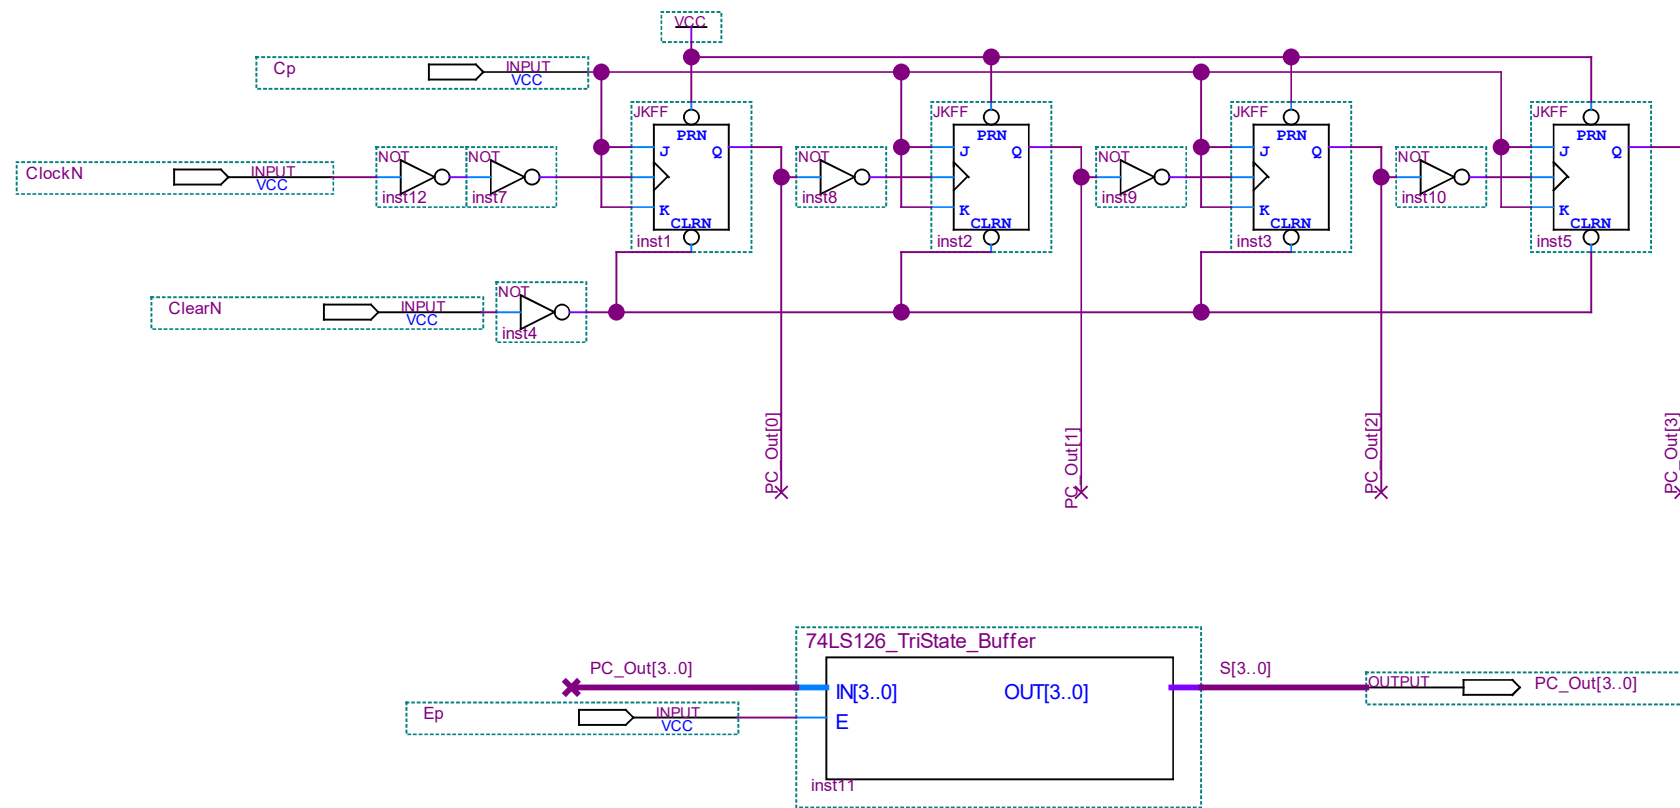 VCC
Cp
INPUT
VCC
JKFF
PRN
J
Q
K
CLRN
inst1
JKFF
PRN
J
Q
K
CLRN
inst2
JKFF
PRN
J
Q
K
CLRN
inst3
JKFF
PRN
J
Q
K
CLRN
inst5
ClockN
INPUT
VCC
NOT
inst12
NOT
inst7
NOT
inst8
NOT
inst9
NOT
inst10
ClearN
INPUT
VCC
NOT
inst4
PC_Out[0]
PC_Out[1]
PC_Out[2]
PC_Out[3]
74LS126_TriState_Buffer
PC_Out[3..0]
IN[3..0]
OUT[3..0]
S[3..0]
OUTPUT
PC_Out[3..0]
Ep
INPUT
VCC
E
inst11